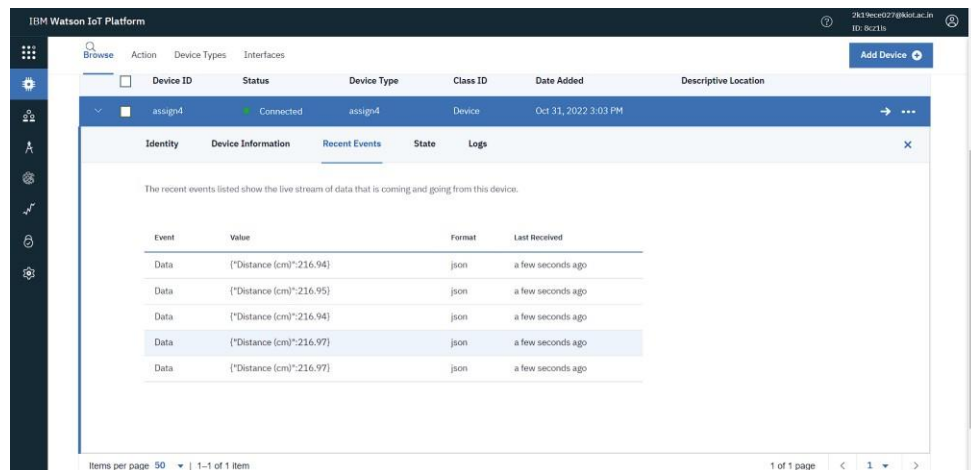 IBM Watson IoT Platform
2k19ece027@kiot.ac.in
ID: 8cz1ls
Browse Action Device Types Interfaces
Add Device
Device ID Status Device Type Class ID Date Added Descriptive Location
assign4 Connected assign4 Device Oct 31, 2022 3:03 PM
Identity Device Information Recent Events State Logs
The recent events listed show the live stream of data that is coming and going from this device.
Event Value Format Last Received
Data {"Distance (cm)":216.94} json a few seconds ago
Data {"Distance (cm)":216.95} json a few seconds ago
Data {"Distance (cm)":216.94} json a few seconds ago
Data {"Distance (cm)":216.97} json a few seconds ago
Data {"Distance (cm)":216.97} json a few seconds ago
Items per page 50 | 1–1 of 1 item 1 of 1 page < 1 >